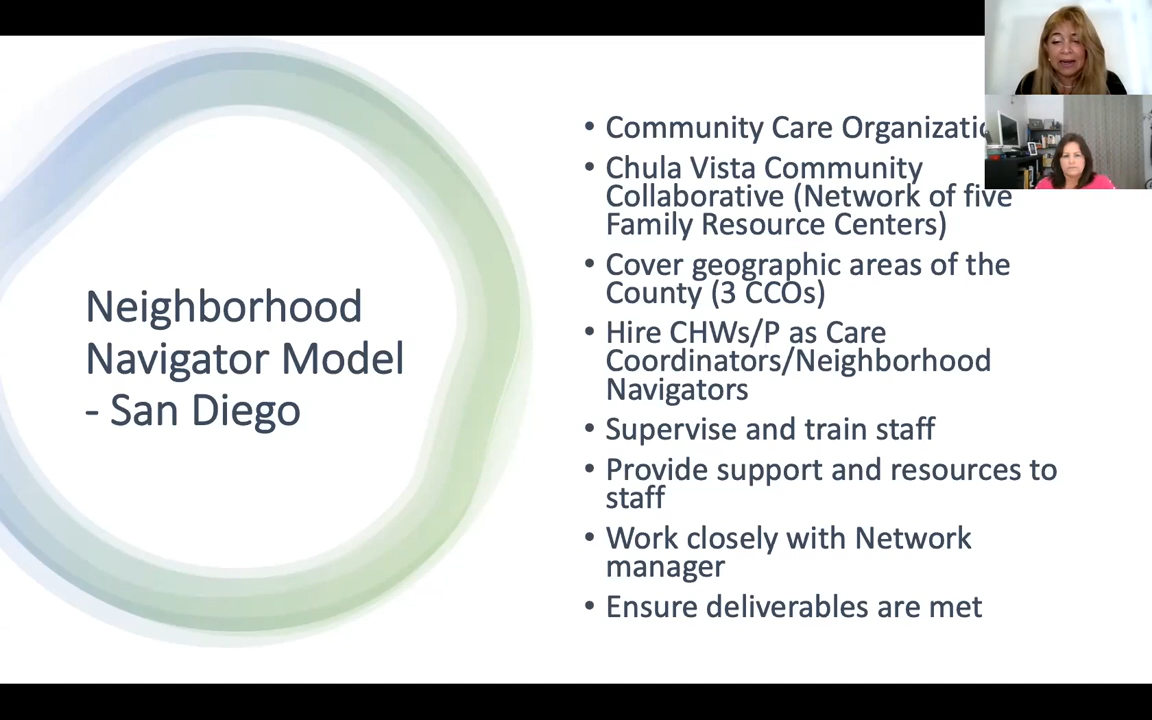 Neighborhood
Navigator Model
- San Diego
• Community Care
• Chula Vista Community
Collaborative (Network of five
Family Resource Centers)
• Cover geographic areas of the
County (3 CCOs)
• Hire CHWs/P as Care
Coordinators/Neighborhood
Navigators
• Supervise and train staff
• Provide support and resources to
staff
• Work closely with Network
manager
• Ensure deliverables are met